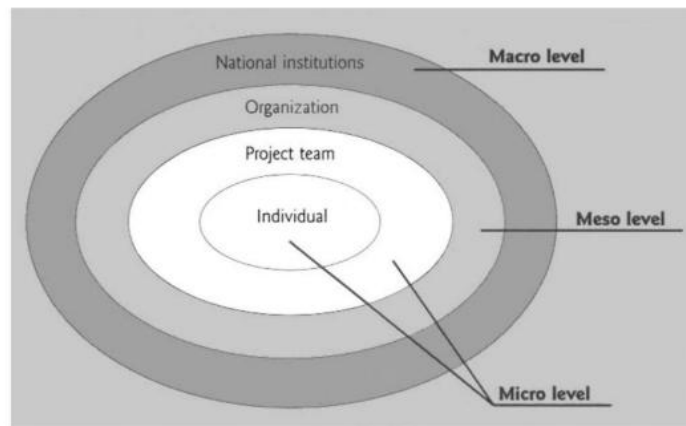 National institutions
Macro level
Organization
Project team
Individual
Meso level
Micro level